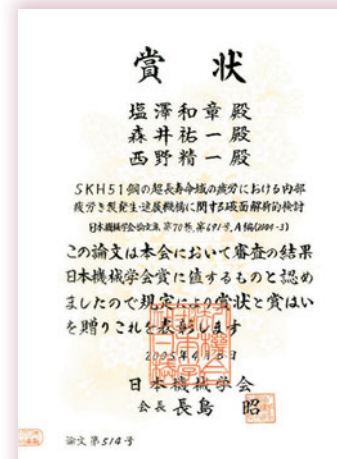 賞状
塩澤和章殿
森井祐一殿
西野精一殿
SKH51鋼の超長寿命域の疲労における内部
疲労き裂発生・進展機構に関する破面解析的検討
日本機械学会論文集, 第70巻, 第691号, A編(2004-3)
この論文は本会において審査の結果
日本機械学会賞に値するものと認め
ましたので規定により賞状と賞はい
を贈りこれを表彰します
2005年4月8日
日本機械学会
会長 長島 昭
論文第514号